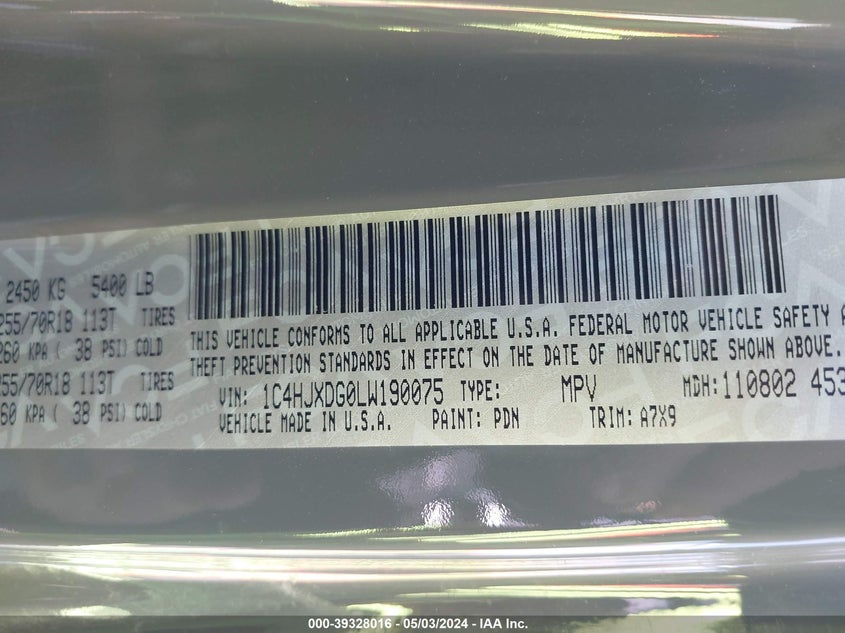 2450 KG 5400 LB
255/70R18 113T TIRES
260 KPA ( 38 PSI) COLD
255/70R18 113T TIRES
60 KPA ( 38 PSI) COLD
THIS VEHICLE CONFORMS TO ALL APPLICABLE U.S.A. FEDERAL MOTOR VEHICLE SAFETY A
THEFT PREVENTION STANDARDS IN EFFECT ON THE DATE OF MANUFACTURE SHOWN ABOVE.
VIN: 1C4HJXDG0LW190075 TYPE: MPV MDH: 110802 453
VEHICLE MADE IN U.S.A. PAINT: PDN TRIM: A7X9
000-39328016 - 05/03/2024 - IAA Inc.